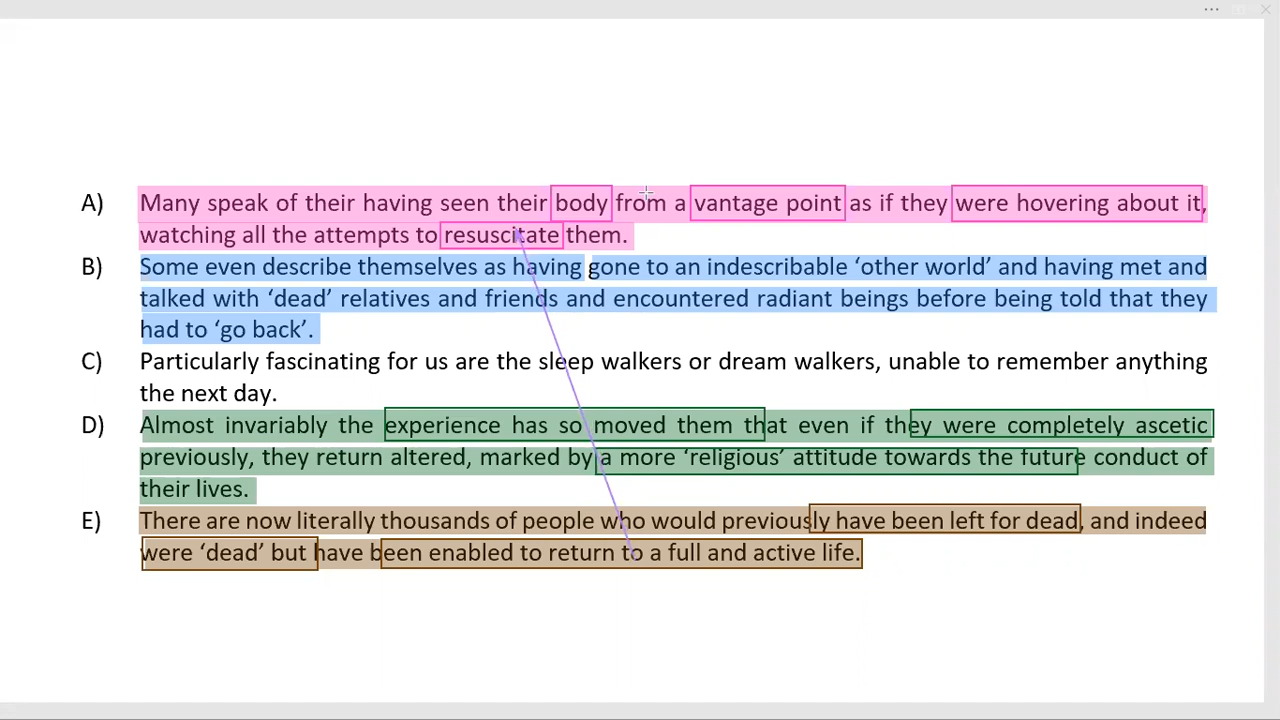 A) Many speak of their having seen their body from a vantage point as if they were hovering about it,
watching all the attempts to resuscitate them.
B) Some even describe themselves as having gone to an indescribable ‘other world’ and having met and
talked with ‘dead’ relatives and friends and encountered radiant beings before being told that they
had to ‘go back’.
C) Particularly fascinating for us are the sleep walkers or dream walkers, unable to remember anything
the next day.
D) Almost invariably the experience has so moved them that even if they were completely ascetic
previously, they return altered, marked by a more ‘religious’ attitude towards the future conduct of
their lives.
E) There are now literally thousands of people who would previously have been left for dead, and indeed
were ‘dead’ but have been enabled to return to a full and active life.